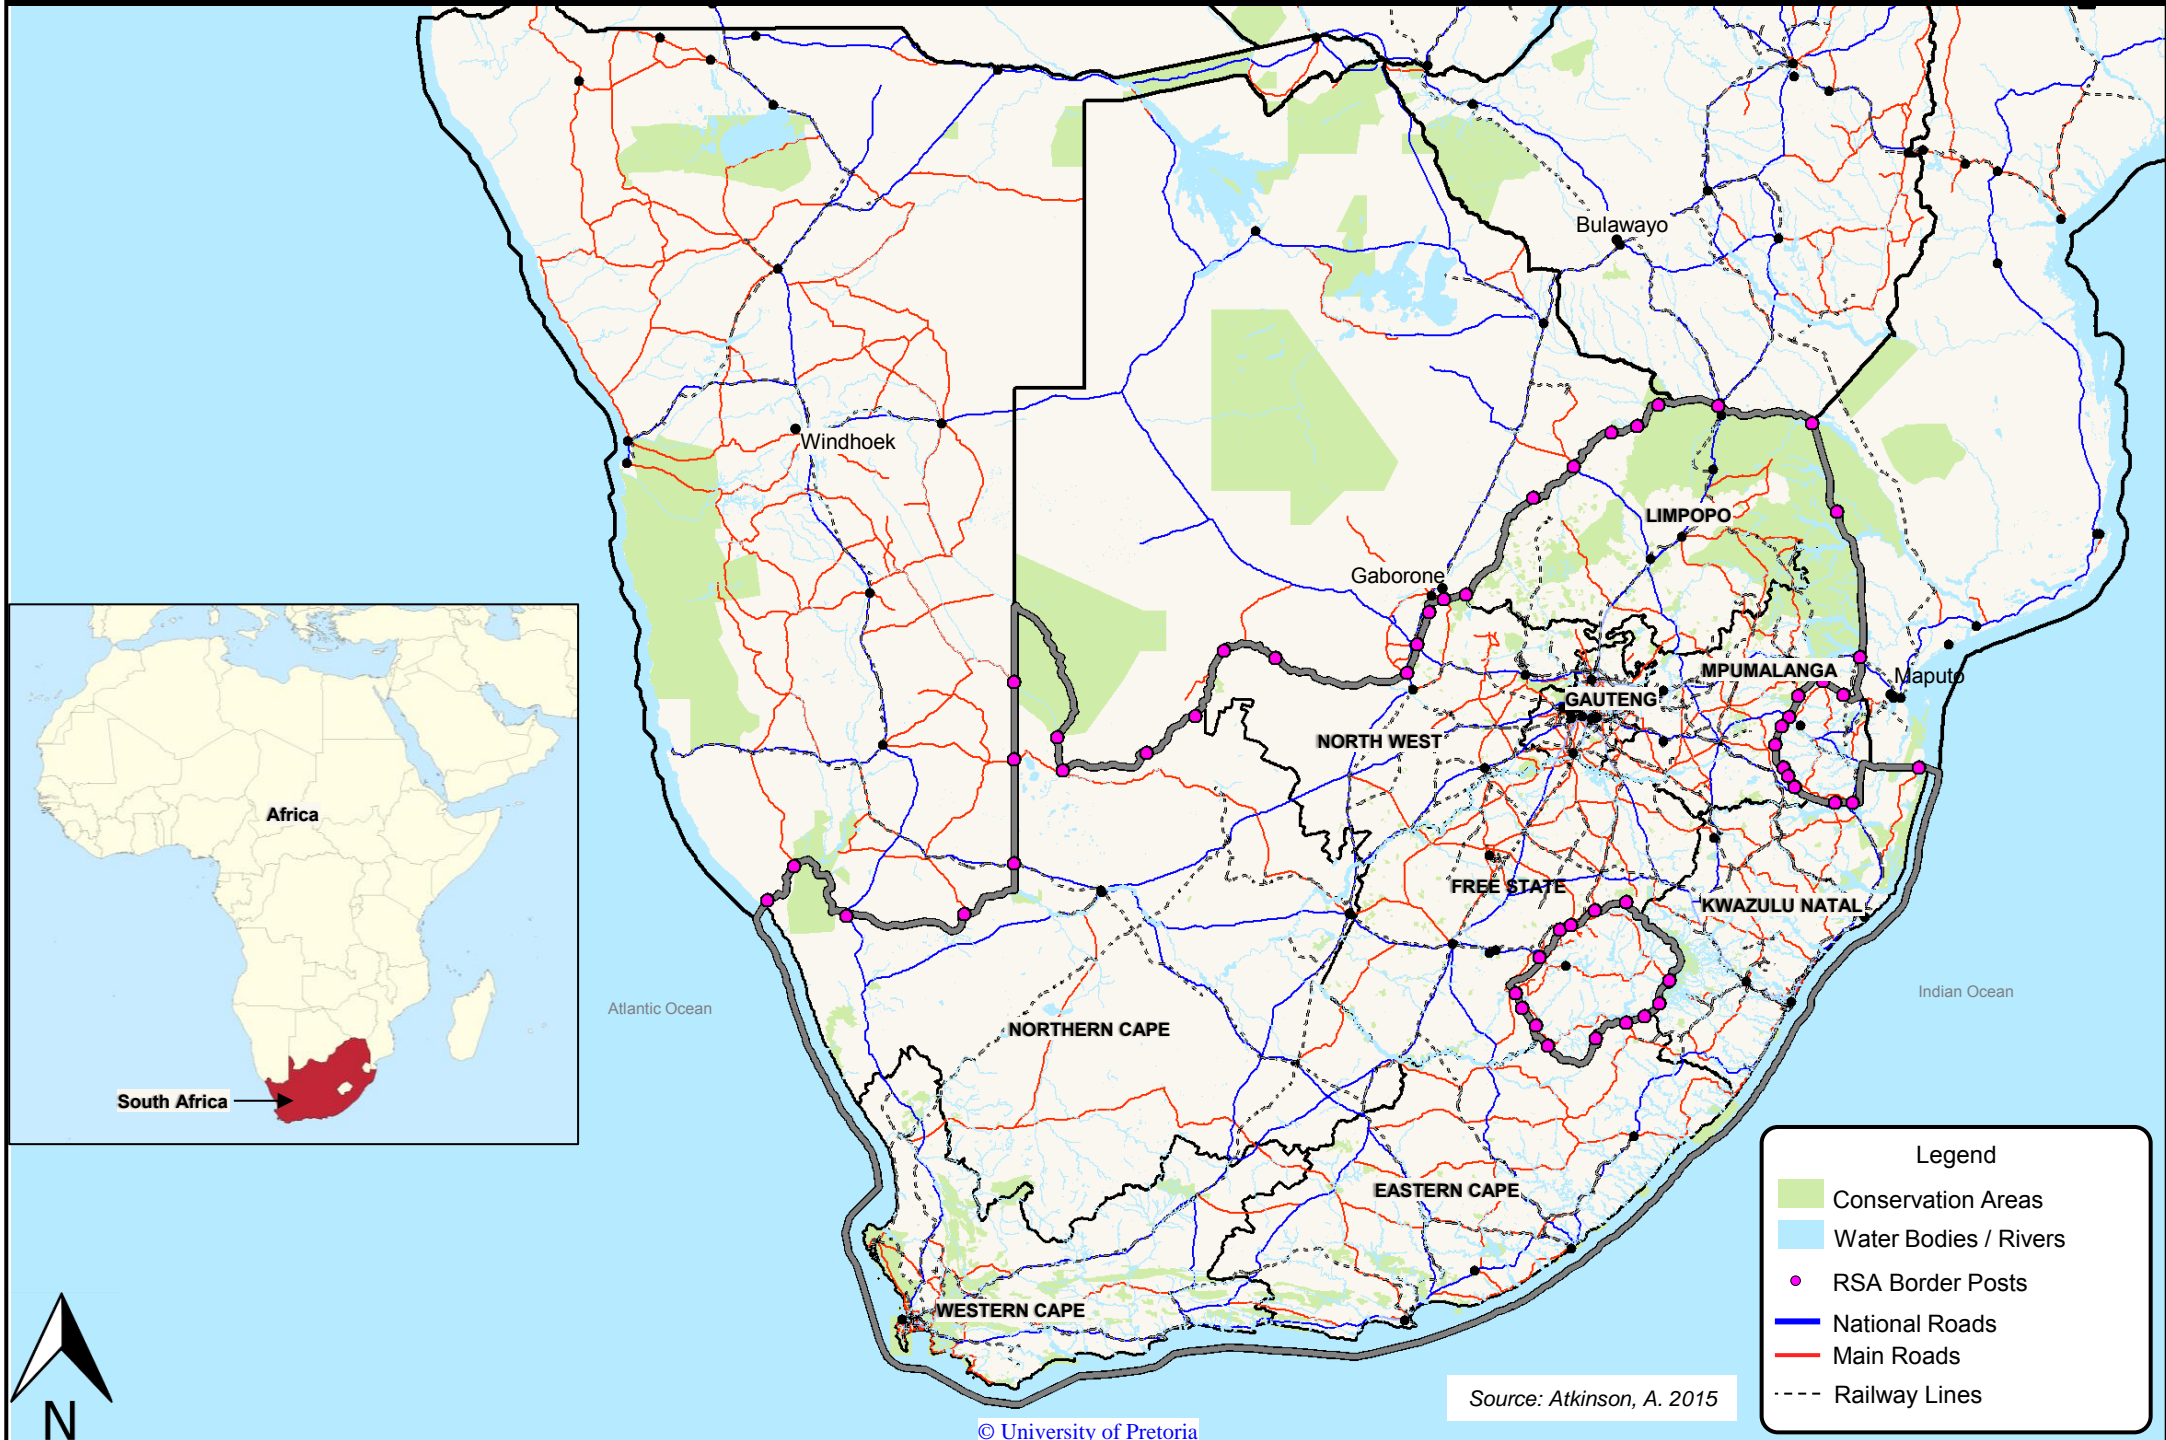 Bulawayo
Windhoek
LIMPOPO
Gaborone
MPUMALANGA
Maputo
GAUTENG
NORTH WEST
Africa
FREE STATE
KWAZULU NATAL
Atlantic Ocean
Indian Ocean
NORTHERN CAPE
South Africa
EASTERN CAPE
WESTERN CAPE
Legend
Conservation Areas
Water Bodies / Rivers
RSA Border Posts
National Roads
Main Roads
Railway Lines
Source: Atkinson, A. 2015
N
© University of Pretoria